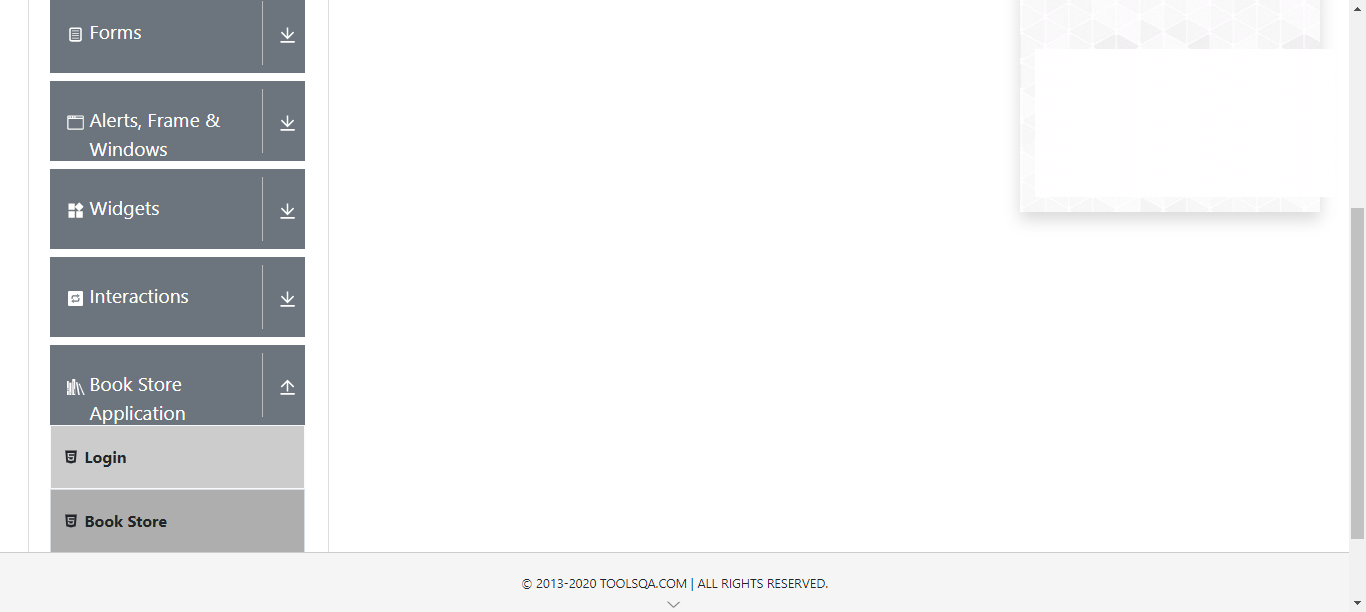 Forms
Alerts, Frame &
Windows
Widgets
Interactions
Book Store
Application
Login
Book Store
© 2013-2020 TOOLSQA.COM | ALL RIGHTS RESERVED.